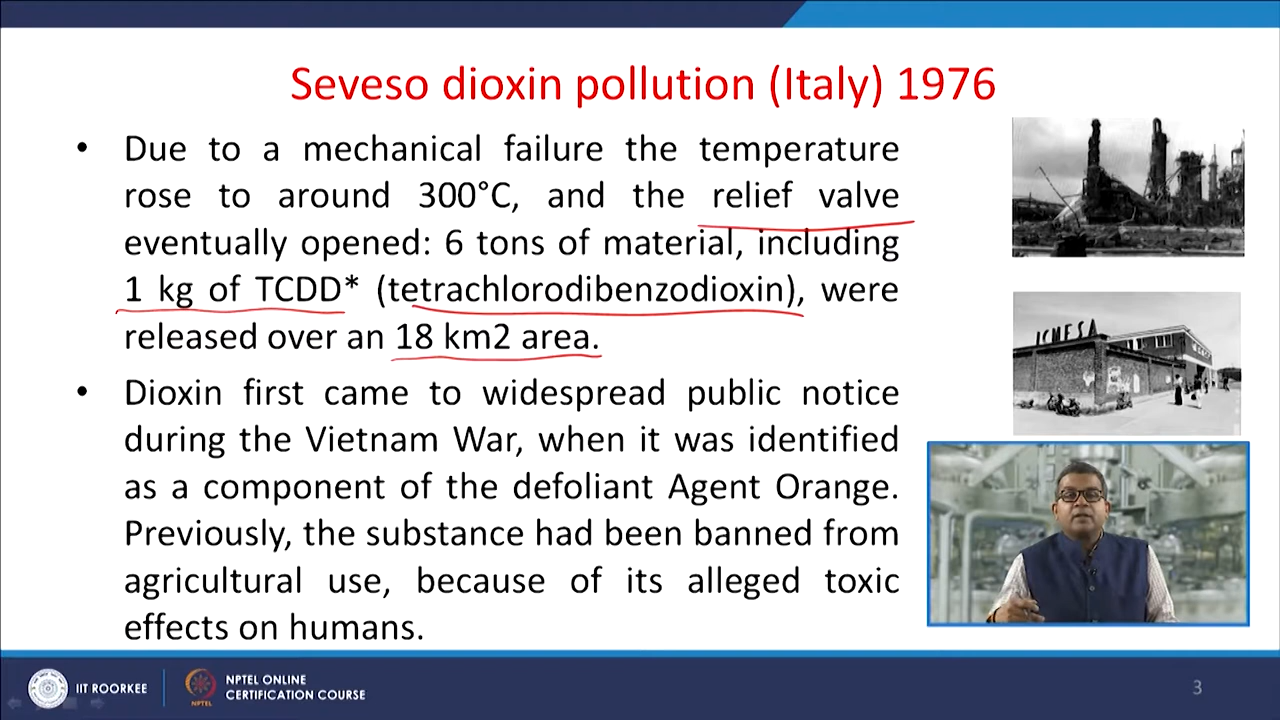 Seveso dioxin pollution (Italy) 1976
• Due to a mechanical failure the temperature
rose to around 300°C, and the relief valve
eventually opened: 6 tons of material, including
1 kg of TCDD* (tetrachlorodibenzodioxin), were
released over an 18 km2 area.
• Dioxin first came to widespread public notice
during the Vietnam War, when it was identified
as a component of the defoliant Agent Orange.
Previously, the substance had been banned from
agricultural use, because of its alleged toxic
effects on humans.
ICMESA
IIT ROORKEE
NPTEL
NPTEL ONLINE
CERTIFICATION COURSE
3